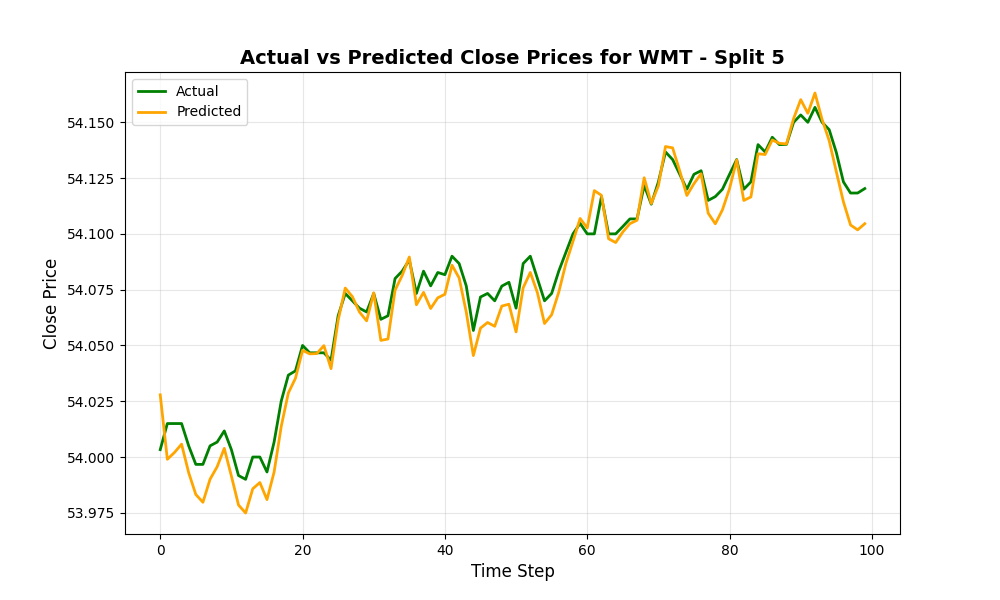 Actual vs Predicted Close Prices for WMT - Split 5
Actual
Predicted
Close Price
54.150
54.125
54.100
54.075
54.050
54.025
54.000
53.975
0 20 40 60 80 100
Time Step